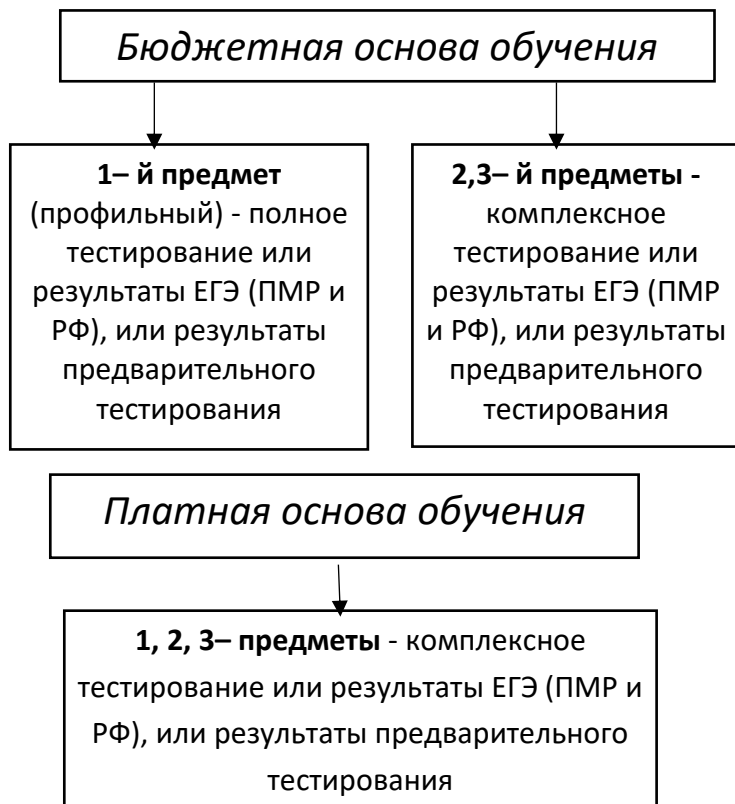 Бюджетная основа обучения
1– й предмет
(профильный) - полное
тестирование или
результаты ЕГЭ (ПМР и
РФ), или результаты
предварительного
тестирования
2,3– й предметы -
комплексное
тестирование или
результаты ЕГЭ (ПМР
и РФ), или результаты
предварительного
тестирования
Платная основа обучения
1, 2, 3– предметы - комплексное
тестирование или результаты ЕГЭ (ПМР и
РФ), или результаты предварительного
тестирования